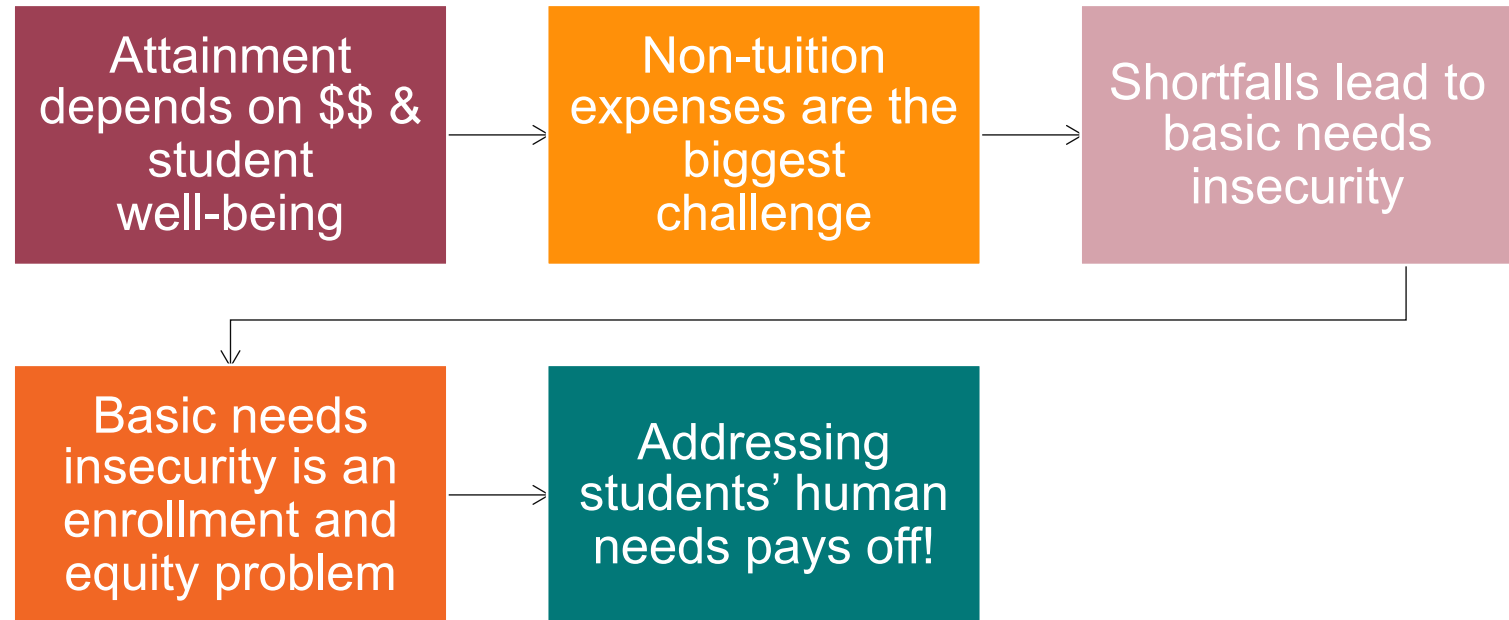 Attainment
depends on $$ &
student
well-being
Non-tuition
expenses are the
biggest
challenge
Shortfalls lead to
basic needs
insecurity
Basic needs
insecurity is an
enrollment and
equity problem
Addressing
students’ human
needs pays off!